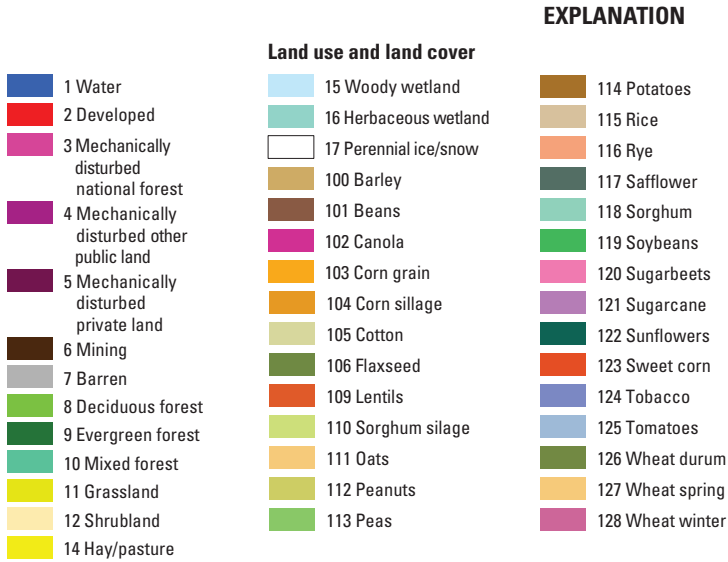 EXPLANATION
Land use and land cover
1 Water
2 Developed
3 Mechanically
disturbed
national forest
4 Mechanically
disturbed other
public land
5 Mechanically
disturbed
private land
6 Mining
7 Barren
8 Deciduous forest
9 Evergreen forest
10 Mixed forest
11 Grassland
12 Shrubland
14 Hay/pasture
15 Woody wetland
16 Herbaceous wetland
17 Perennial ice/snow
100 Barley
101 Beans
102 Canola
103 Corn grain
104 Corn sillage
105 Cotton
106 Flaxseed
109 Lentils
110 Sorghum silage
111 Oats
112 Peanuts
113 Peas
114 Potatoes
115 Rice
116 Rye
117 Safflower
118 Sorghum
119 Soybeans
120 Sugarbeets
121 Sugarcane
122 Sunflowers
123 Sweet corn
124 Tobacco
125 Tomatoes
126 Wheat durum
127 Wheat spring
128 Wheat winter